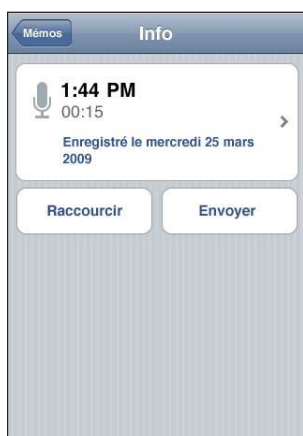 Mémos
Info
1:44 PM
00:15
Enregistré le mercredi 25 mars
2009
Raccourcir
Envoyer